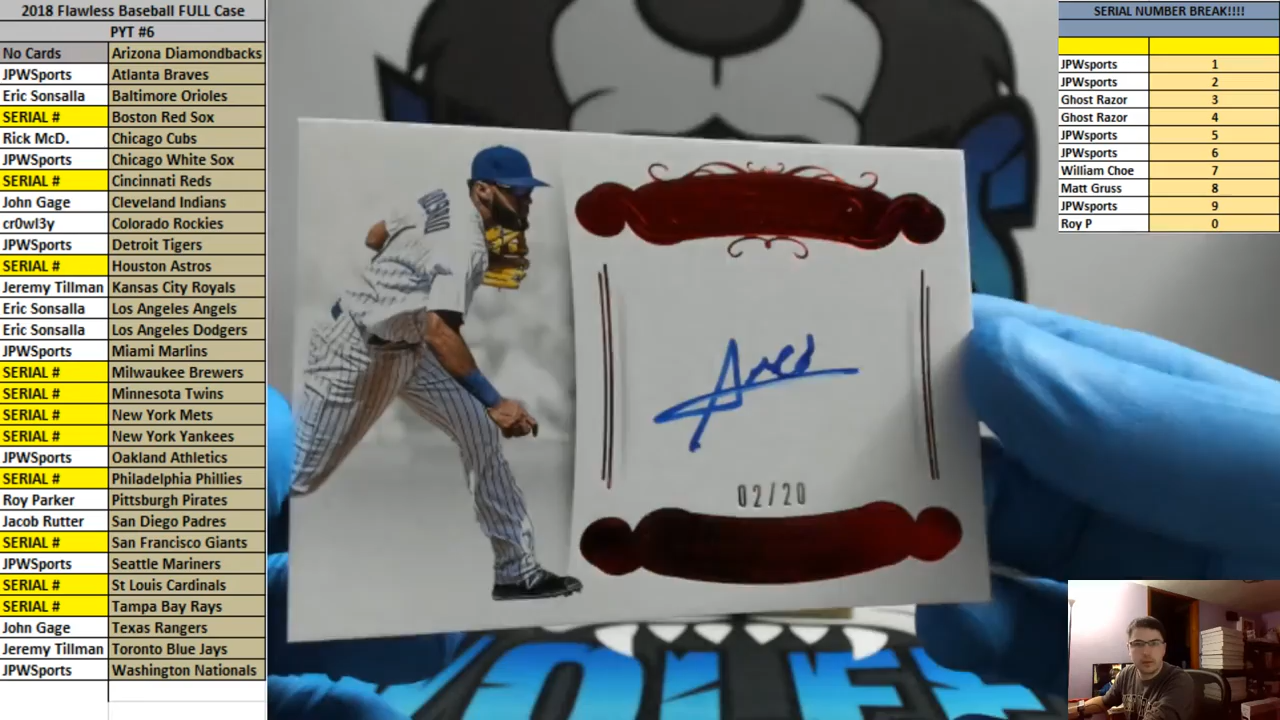 2018 Flawless Baseball FULL Case
PYT #6
No Cards Arizona Diamondbacks
JPWSports Atlanta Braves
Eric Sonsalla Baltimore Orioles
SERIAL # Boston Red Sox
Rick McD. Chicago Cubs
JPWSports Chicago White Sox
SERIAL # Cincinnati Reds
John Gage Cleveland Indians
cr0wl3y Colorado Rockies
JPWSports Detroit Tigers
SERIAL # Houston Astros
Jeremy Tillman Kansas City Royals
Eric Sonsalla Los Angeles Angels
Eric Sonsalla Los Angeles Dodgers
JPWSports Miami Marlins
SERIAL # Milwaukee Brewers
SERIAL # Minnesota Twins
SERIAL # New York Mets
SERIAL # New York Yankees
JPWSports Oakland Athletics
SERIAL # Philadelphia Phillies
Roy Parker Pittsburgh Pirates
Jacob Rutter San Diego Padres
SERIAL # San Francisco Giants
JPWSports Seattle Mariners
SERIAL # St Louis Cardinals
SERIAL # Tampa Bay Rays
John Gage Texas Rangers
Jeremy Tillman Toronto Blue Jays
JPWSports Washington Nationals
02/20
SERIAL NUMBER BREAK!!!!
JPWsports 1
JPWsports 2
Ghost Razor 3
Ghost Razor 4
JPWsports 5
JPWsports 6
William Choe 7
Matt Gruss 8
JPWsports 9
Roy P 0